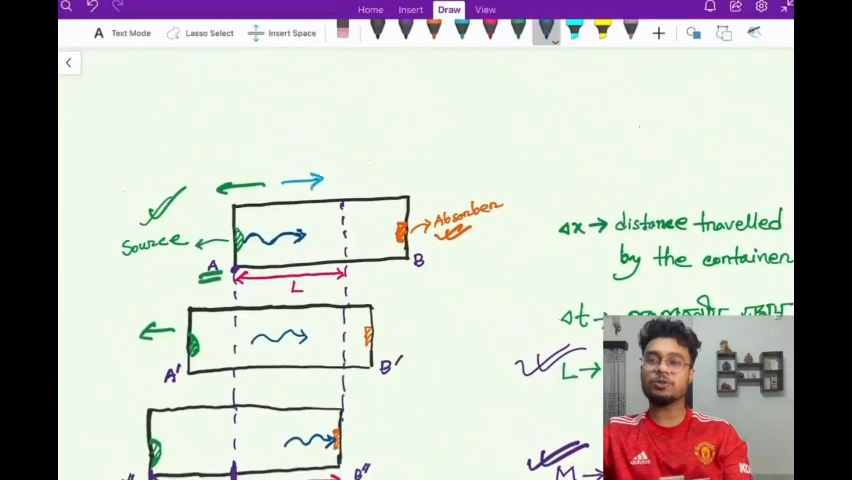 Home Insert Draw View
Text Mode Lasso Select Insert Space
Source
Absorber
A
B
L
Δx → distance travelled
by the container
Δt →
A'
B'
L →
B"
M →
adidas